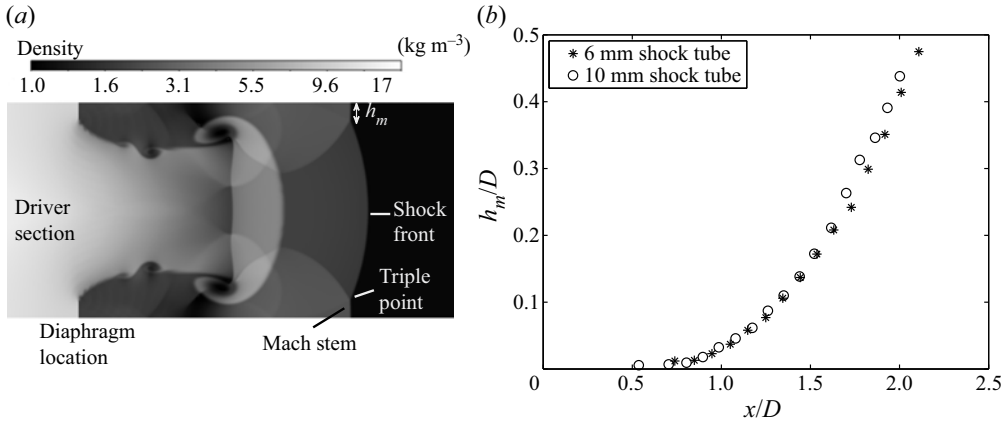 (a)
Density
(kg m⁻³)
1.0 1.6 3.1 5.5 9.6 17
hₘ
Driver
section
Shock
front
Triple
point
Diaphragm
location
Mach stem
(b)
0.5
0.4
0.3
0.2
0.1
hₘ/D
* 6 mm shock tube
○ 10 mm shock tube
0 0.5 1.0 1.5 2.0 2.5
x/D